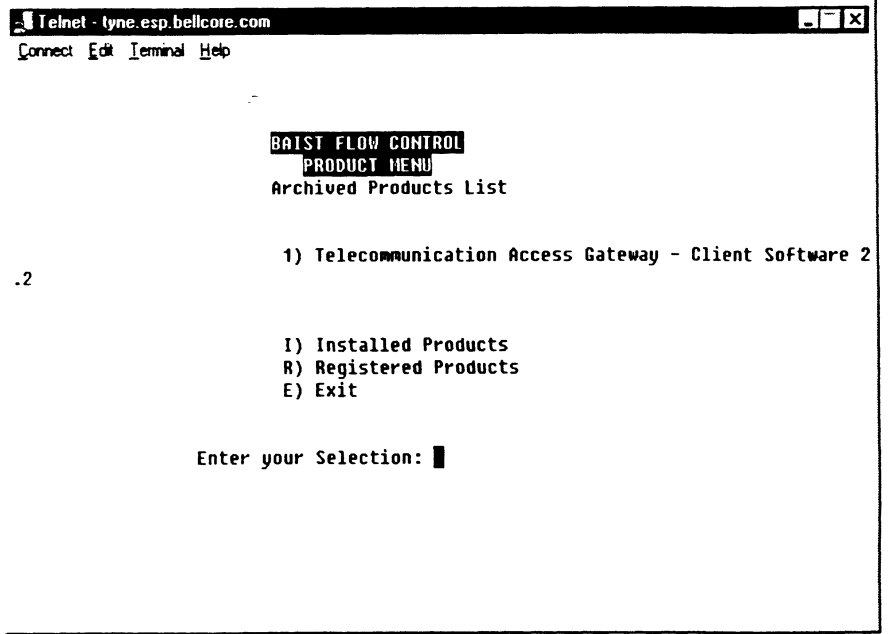 Telnet - tyne.esp.bellcore.com
Connect Edit Terminal Help
BAIST FLOW CONTROL
PRODUCT MENU
Archived Products List
1) Telecommunication Access Gateway - Client Software 2
.2
I) Installed Products
R) Registered Products
E) Exit
Enter your Selection: